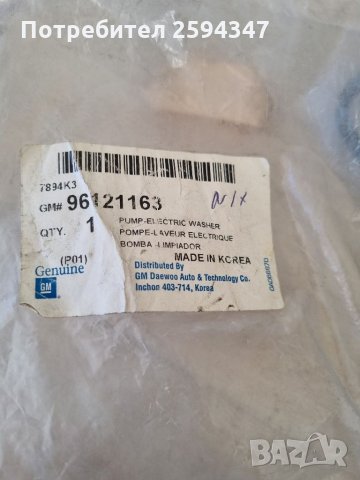 Потребител 2594347
7894K3
GM# 96121163
N/X
QTY. 1
PUMP-ELECTRIC WASHER
POMPE-LAVEUR ELECTRIQUE
BOMBA-LIMPIADOR
(P01)
MADE IN KOREA
Genuine
GM
Distributed By
GM Daewoo Auto & Technology Co.
Inchon 403-714, Korea
BAZAR